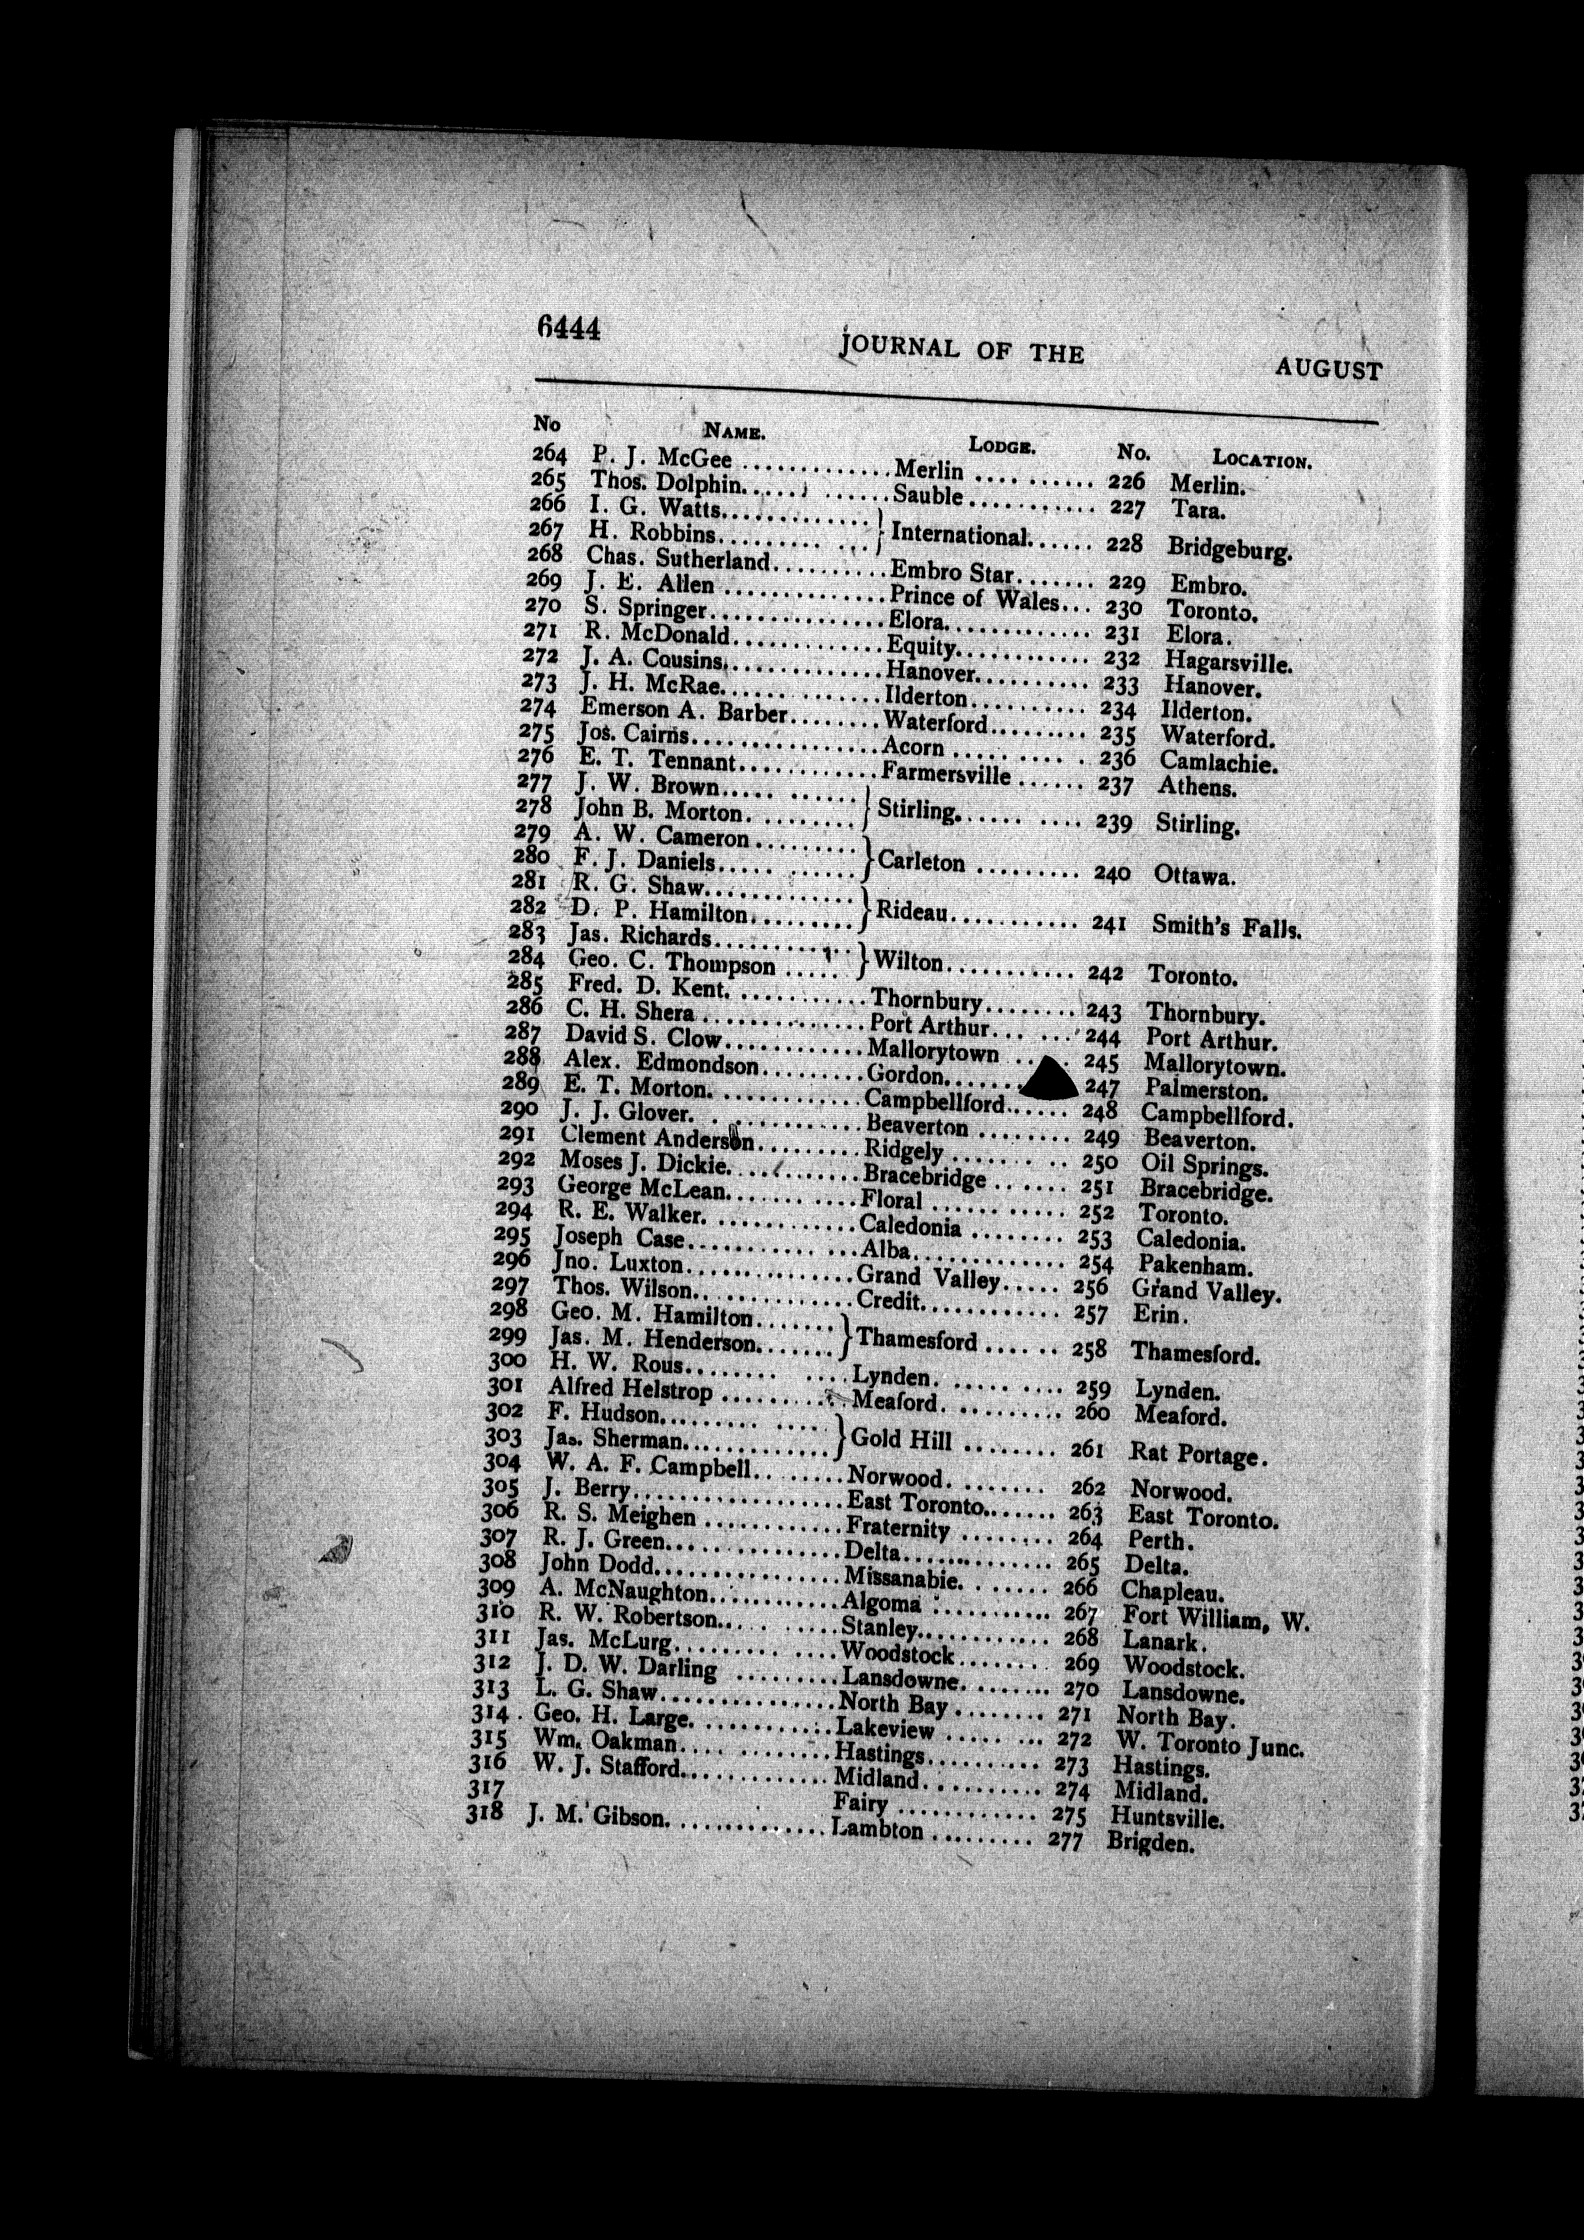 6444 JOURNAL OF THE AUGUST
No NAME. LODGE. No. LOCATION.
264 P. J. McGee ............ Merlin .......... 226 Merlin.
265 Thos. Dolphin........... Sauble........... 227 Tara.
266 I. G. Watts.............
267 H. Robbins............ } International...... 228 Bridgeburg.
268 Chas. Sutherland.......... Embro Star....... 229 Embro.
269 J. E. Allen .............. Prince of Wales... 230 Toronto.
270 S. Springer............... Elora............. 231 Elora.
271 R. McDonald............. Equity............ 232 Hagarsville.
272 J. A. Cousins............. Hanover.......... 233 Hanover.
273 J. H. McRae............. Ilderton.......... 234 Ilderton.
274 Emerson A. Barber........ Waterford......... 235 Waterford.
275 Jos. Cairns................ Acorn .......... 236 Camlachie.
276 E. T. Tennant............ Farmersville ...... 237 Athens.
277 J. W. Brown...........
278 John B. Morton......... } Stirling.......... 239 Stirling.
279 A. W. Cameron .........
280 F. J. Daniels........... } Carleton ......... 240 Ottawa.
281 R. G. Shaw.............
282 D. P. Hamilton......... } Rideau........... 241 Smith's Falls.
283 Jas. Richards............
284 Geo. C. Thompson ..... } Wilton........... 242 Toronto.
285 Fred. D. Kent. ........... Thornbury........ 243 Thornbury.
286 C. H. Shera .............. Port Arthur....... 244 Port Arthur.
287 David S. Clow............ Mallorytown ... 245 Mallorytown.
288 Alex. Edmondson......... Gordon....... 247 Palmerston.
289 E. T. Morton. ............ Campbellford...... 248 Campbellford.
290 J. J. Glover. ............. Beaverton ........ 249 Beaverton.
291 Clement Anderson......... Ridgely .......... 250 Oil Springs.
292 Moses J. Dickie........... Bracebridge ....... 251 Bracebridge.
293 George McLean........... Floral ............ 252 Toronto.
294 R. E. Walker. ............ Caledonia ........ 253 Caledonia.
295 Joseph Case.............. Alba............. 254 Pakenham.
296 Jno. Luxton............... Grand Valley..... 256 Grand Valley.
297 Thos. Wilson.............. Credit............ 257 Erin.
298 Geo. M. Hamilton.......
299 Jas. M. Henderson....... } Thamesford ...... 258 Thamesford.
300 H. W. Rous............ Lynden. .......... 259 Lynden.
301 Alfred Helstrop ........... Meaford. .......... 260 Meaford.
302 F. Hudson.............
303 Jas. Sherman............. } Gold Hill ........ 261 Rat Portage.
304 W. A. F. Campbell........ Norwood. ........ 262 Norwood.
305 J. Berry.................. East Toronto....... 263 East Toronto.
306 R. S. Meighen ............ Fraternity ........ 264 Perth.
307 R. J. Green............... Delta.............. 265 Delta.
308 John Dodd................ Missanabie. ....... 266 Chapleau.
309 A. McNaughton........... Algoma ........... 267 Fort William, W.
310 R. W. Robertson.......... Stanley............ 268 Lanark.
311 Jas. McLurg............. Woodstock........ 269 Woodstock.
312 J. D. W. Darling ......... Lansdowne. ....... 270 Lansdowne.
313 L. G. Shaw............... North Bay........ 271 North Bay.
314 Geo. H. Large. ........... Lakeview ........ 272 W. Toronto Junc.
315 Wm. Oakman............ Hastings.......... 273 Hastings.
316 W. J. Stafford............. Midland. ......... 274 Midland.
317 Fairy ............ 275 Huntsville.
318 J. M. Gibson. ............. Lambton ......... 277 Brigden.